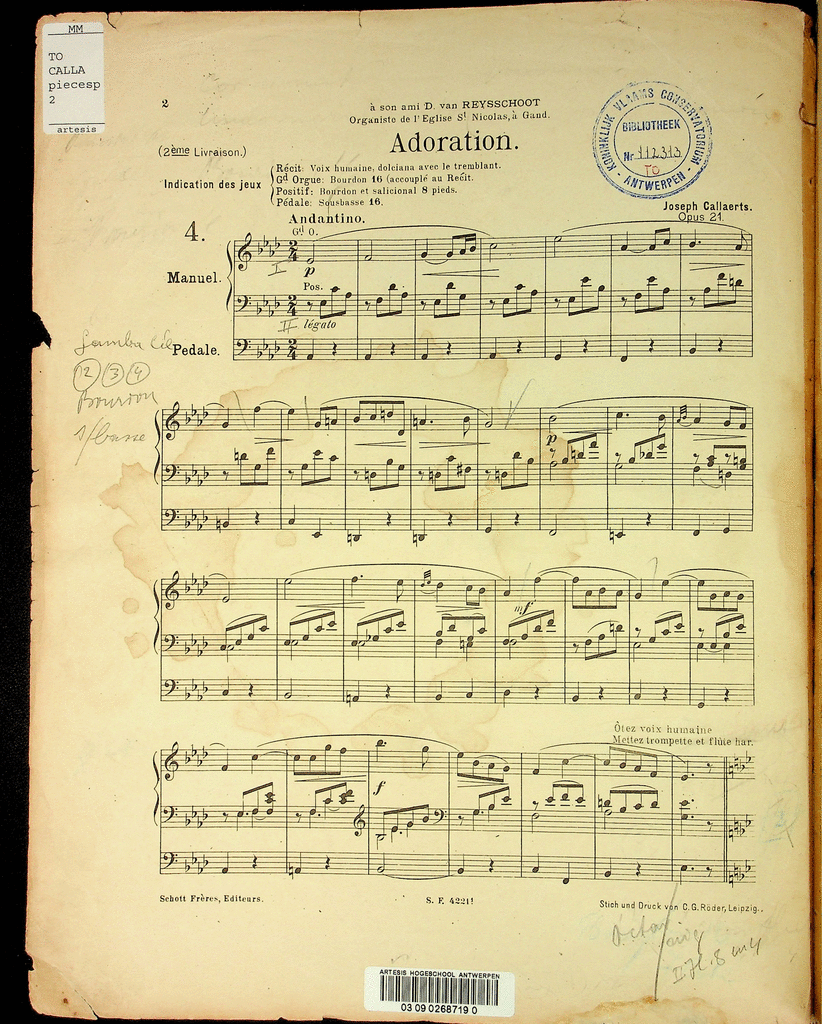 MM
TO
CALLA
piecesp
2
artesis
2
à son ami D. van REYSSCHOOT
Organiste de l'Eglise St Nicolas, à Gand.
Adoration.
(2ème Livraison.)
Indication des jeux
Récit: Voix humaine, dolciana avec le tremblant.
Gd Orgue: Bourdon 16 (accouplé au Récit.
Positif: Bourdon et salicional 8 pieds.
Pédale: Sousbasse 16.
KONINKLIJK VLAAMS CONSERVATORIUM
BIBLIOTHEEK
Nr 112313
TO
- ANTWERPEN -
Joseph Callaerts.
Opus 21.
Andantino.
4.
Gd O.
I
Manuel.
p
Pos.
II légato
Pedale.
12 3 4
Bourdon
p
mf
Ôtez voix humaine
Mettez trompette et flûte har.
f
Schott Frères, Editeurs.
S. F. 4221!
Stich und Druck von C. G. Röder, Leipzig.
ARTESIS HOGESCHOOL ANTWERPEN
03 09 0268719 0